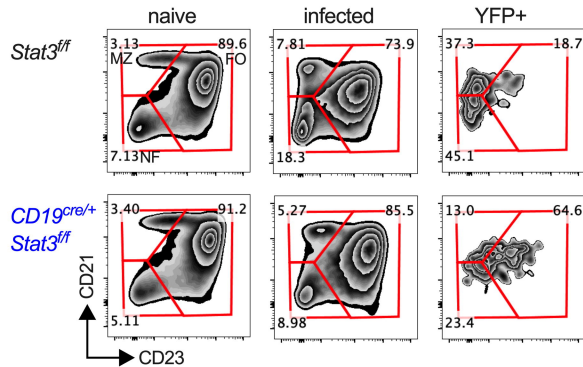 naive infected YFP+
Stat3f/f
3.13 89.6 7.81 73.9 37.3 18.7
MZ FO
7.13 NF 18.3 45.1
CD19cre/+
Stat3f/f
3.40 91.2 5.27 85.5 13.0 64.6
5.11 8.98 23.4
CD21
CD23